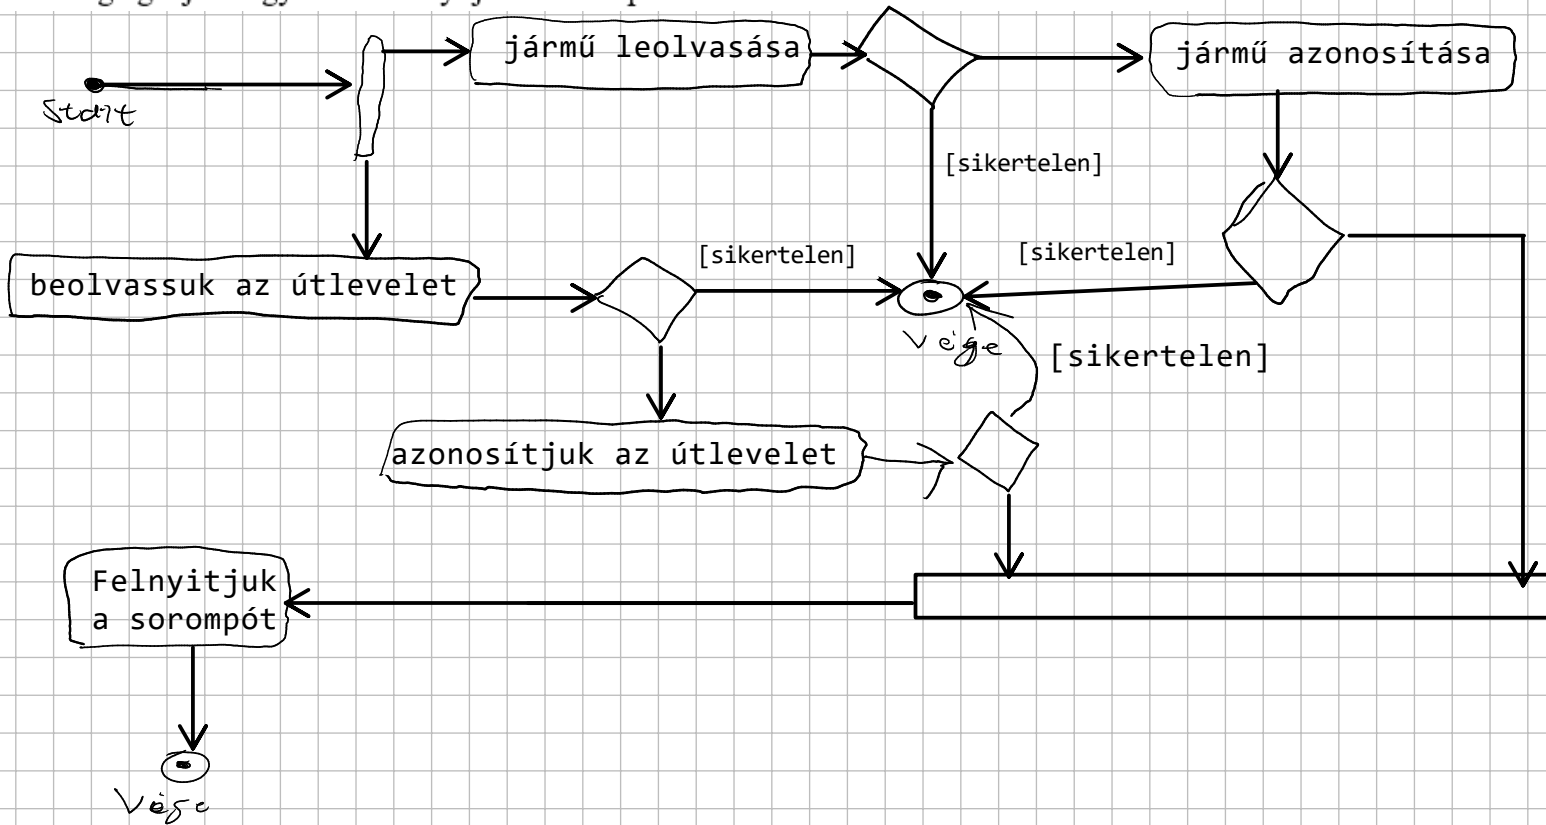 jármű leolvasása
jármű azonosítása
Start
[sikertelen]
[sikertelen]
[sikertelen]
beolvassuk az útlevelet
Vége
[sikertelen]
azonosítjuk az útlevelet
Felnyitjuk
a sorompót
Vége